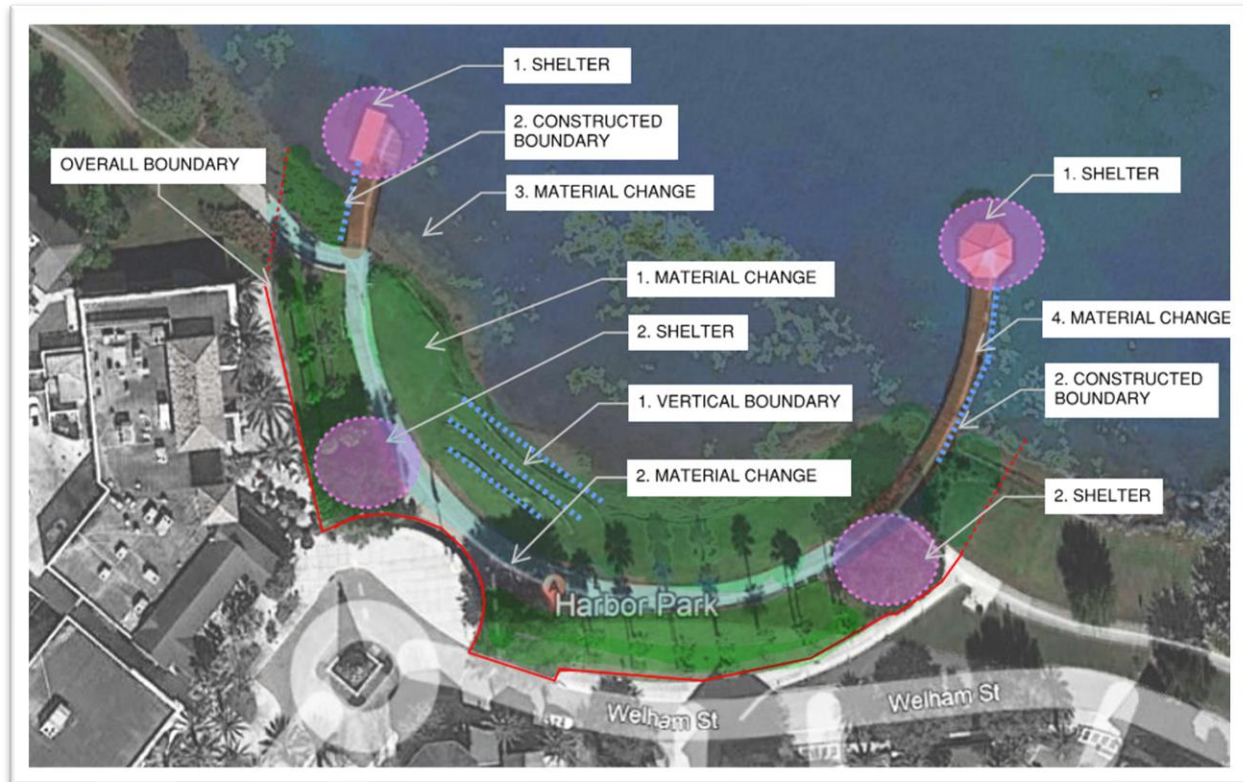 1. SHELTER
2. CONSTRUCTED
BOUNDARY
OVERALL BOUNDARY
3. MATERIAL CHANGE
1. SHELTER
1. MATERIAL CHANGE
2. SHELTER
4. MATERIAL CHANGE
2. CONSTRUCTED
BOUNDARY
1. VERTICAL BOUNDARY
2. MATERIAL CHANGE
2. SHELTER
A
Harbor Park
Welham St
Welham St